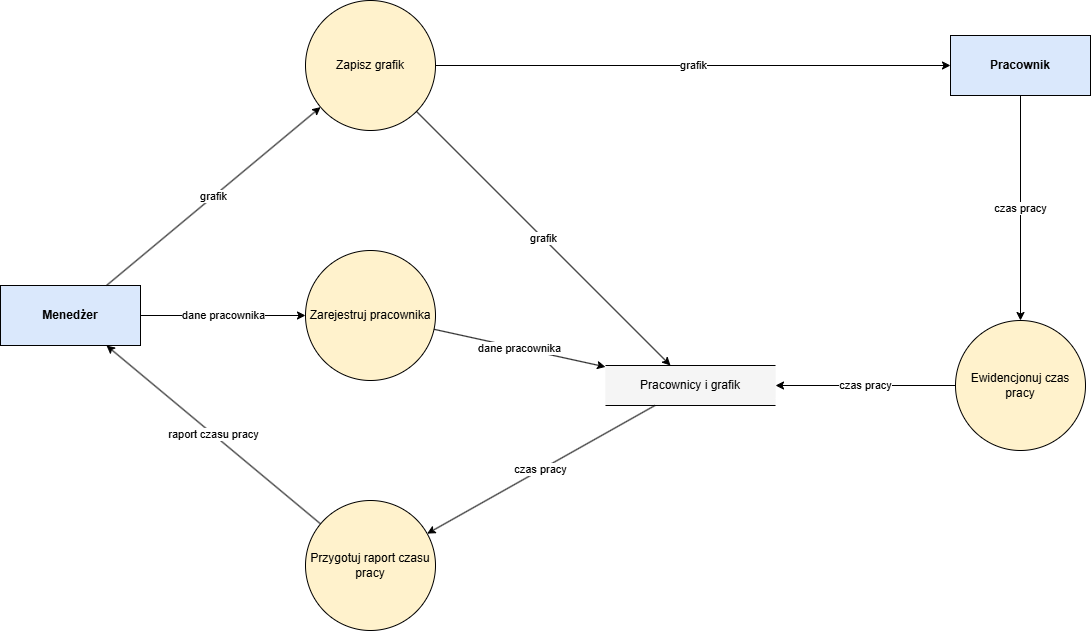 Zapisz grafik
grafik
Pracownik
grafik
czas pracy
grafik
Menedżer
dane pracownika
Zarejestruj pracownika
dane pracownika
Pracownicy i grafik
czas pracy
Ewidencjonuj czas
pracy
raport czasu pracy
czas pracy
Przygotuj raport czasu
pracy